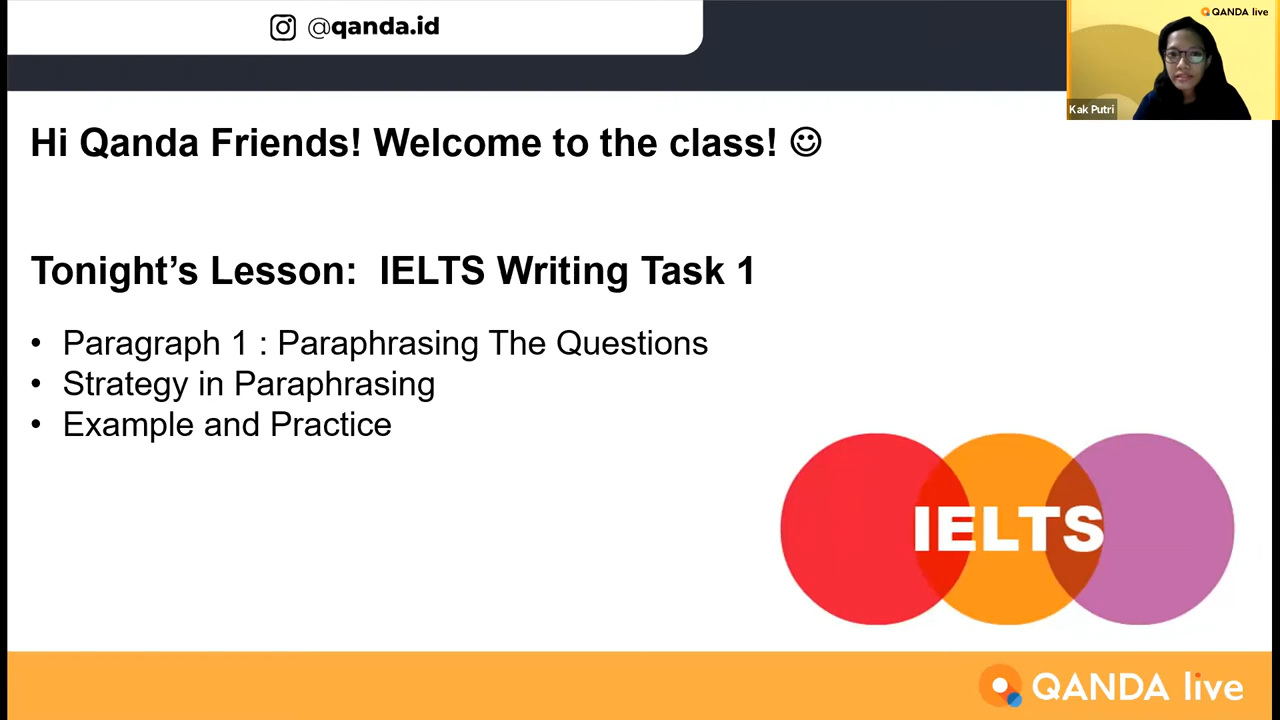 @qanda.id
QANDA live
Kak Putri
Hi Qanda Friends! Welcome to the class! ☺
Tonight’s Lesson: IELTS Writing Task 1
• Paragraph 1 : Paraphrasing The Questions
• Strategy in Paraphrasing
• Example and Practice
IELTS
QANDA live